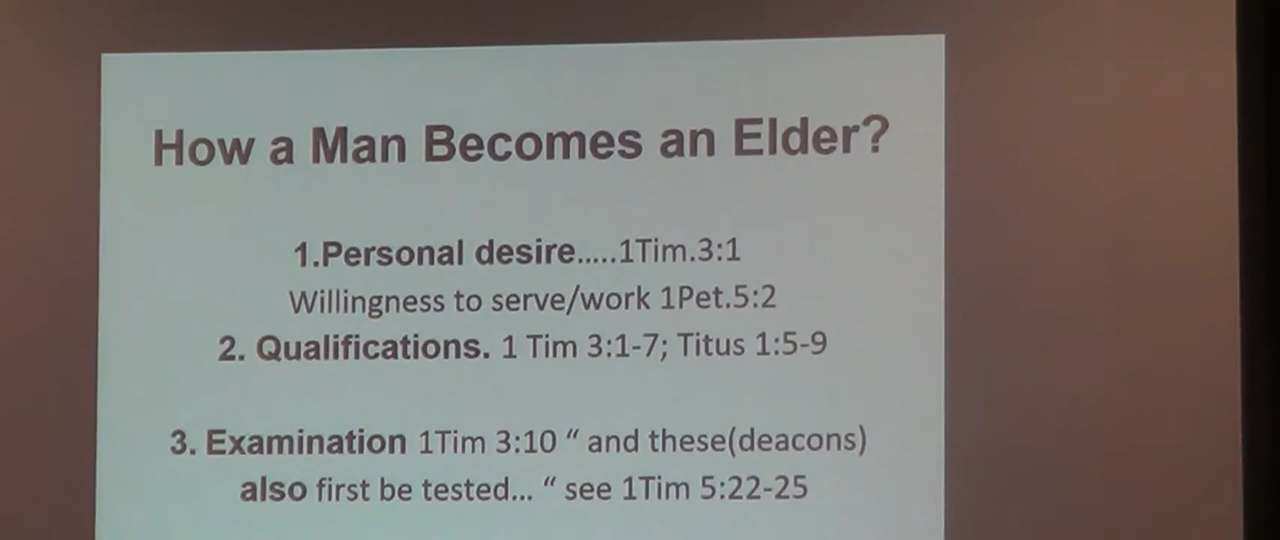 How a Man Becomes an Elder?
1.Personal desire.....1Tim.3:1
Willingness to serve/work 1Pet.5:2
2. Qualifications. 1 Tim 3:1-7; Titus 1:5-9
3. Examination 1Tim 3:10 “ and these(deacons)
also first be tested... “ see 1Tim 5:22-25